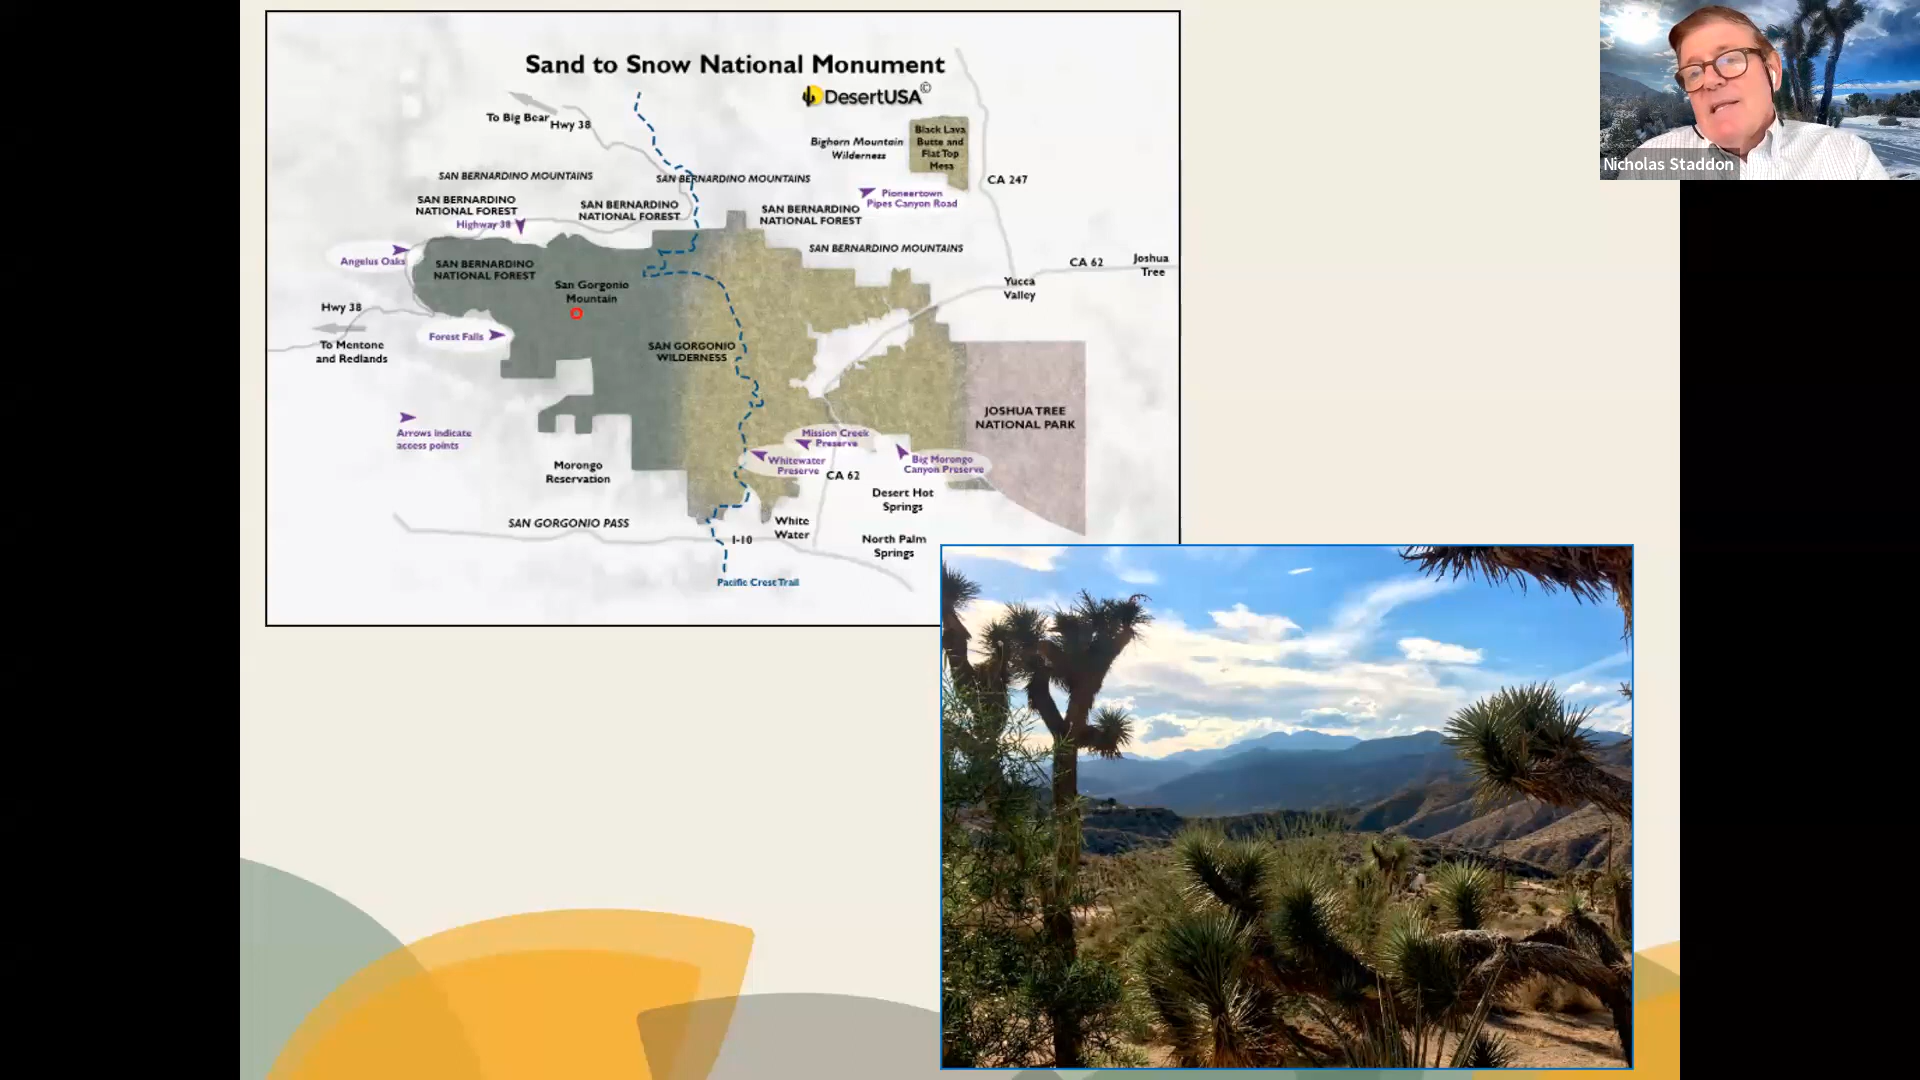 Sand to Snow National Monument
DesertUSA©
To Big Bear
Hwy 38
Bighorn Mountain
Wilderness
Black Lava
Butte and
Flat Top
Mesa
CA 247
SAN BERNARDINO MOUNTAINS
SAN BERNARDINO MOUNTAINS
Pioneertown
Pipes Canyon Road
SAN BERNARDINO
NATIONAL FOREST
Highway 38
SAN BERNARDINO
NATIONAL FOREST
SAN BERNARDINO
NATIONAL FOREST
SAN BERNARDINO MOUNTAINS
Angelus Oaks
SAN BERNARDINO
NATIONAL FOREST
San Gorgonio
Mountain
CA 62
Joshua
Tree
Yucca
Valley
Hwy 38
To Mentone
and Redlands
Forest Falls
SAN GORGONIO
WILDERNESS
Arrows indicate
access points
JOSHUA TREE
NATIONAL PARK
Mission Creek
Preserve
Whitewater
Preserve
CA 62
Big Morongo
Canyon Preserve
Morongo
Reservation
Desert Hot
Springs
SAN GORGONIO PASS
I-10
White
Water
North Palm
Springs
Pacific Crest Trail
Nicholas Staddon